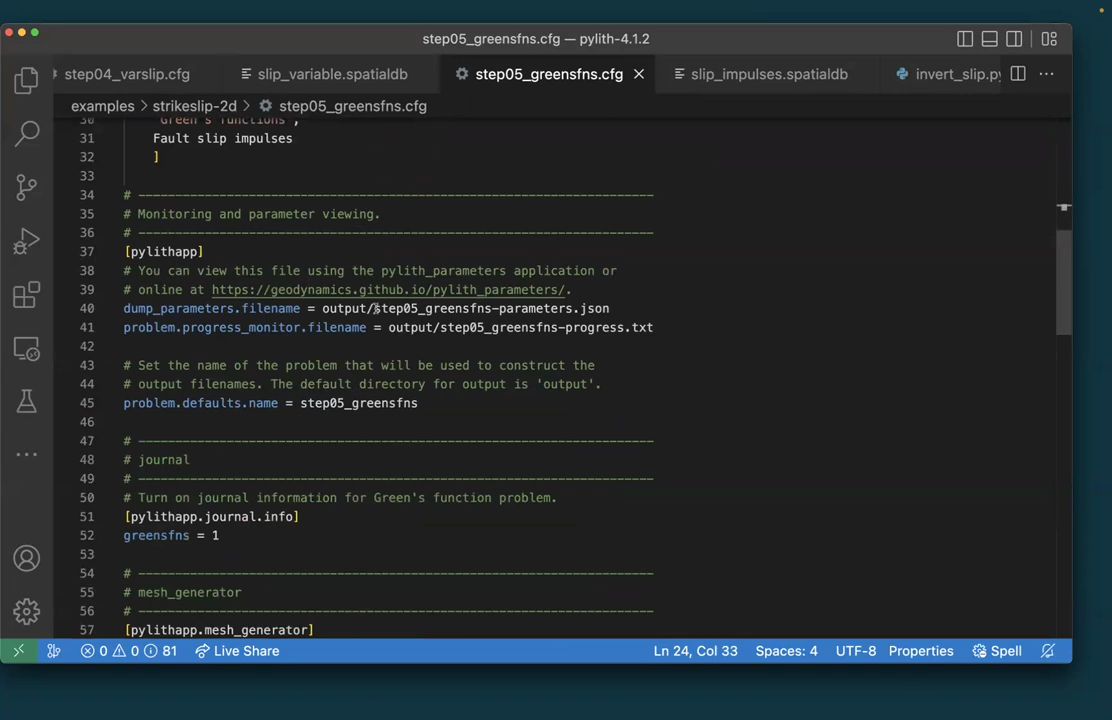 step05_greensfns.cfg — pylith-4.1.2
step04_varslip.cfg slip_variable.spatialdb step05_greensfns.cfg slip_impulses.spatialdb invert_slip.py
examples > strikeslip-2d > step05_greensfns.cfg
30 "Green's functions",
31 Fault slip impulses
32 ]
33
34 # ----------------------------------------------------------------------
35 # Monitoring and parameter viewing.
36 # ----------------------------------------------------------------------
37 [pylithapp]
38 # You can view this file using the pylith_parameters application or
39 # online at https://geodynamics.github.io/pylith_parameters/.
40 dump_parameters.filename = output/step05_greensfns-parameters.json
41 problem.progress_monitor.filename = output/step05_greensfns-progress.txt
42
43 # Set the name of the problem that will be used to construct the
44 # output filenames. The default directory for output is 'output'.
45 problem.defaults.name = step05_greensfns
46
47 # ----------------------------------------------------------------------
48 # journal
49 # ----------------------------------------------------------------------
50 # Turn on journal information for Green's function problem.
51 [pylithapp.journal.info]
52 greensfns = 1
53
54 # ----------------------------------------------------------------------
55 # mesh_generator
56 # ----------------------------------------------------------------------
57 [pylithapp.mesh_generator]
0 0 81 Live Share Ln 24, Col 33 Spaces: 4 UTF-8 Properties Spell